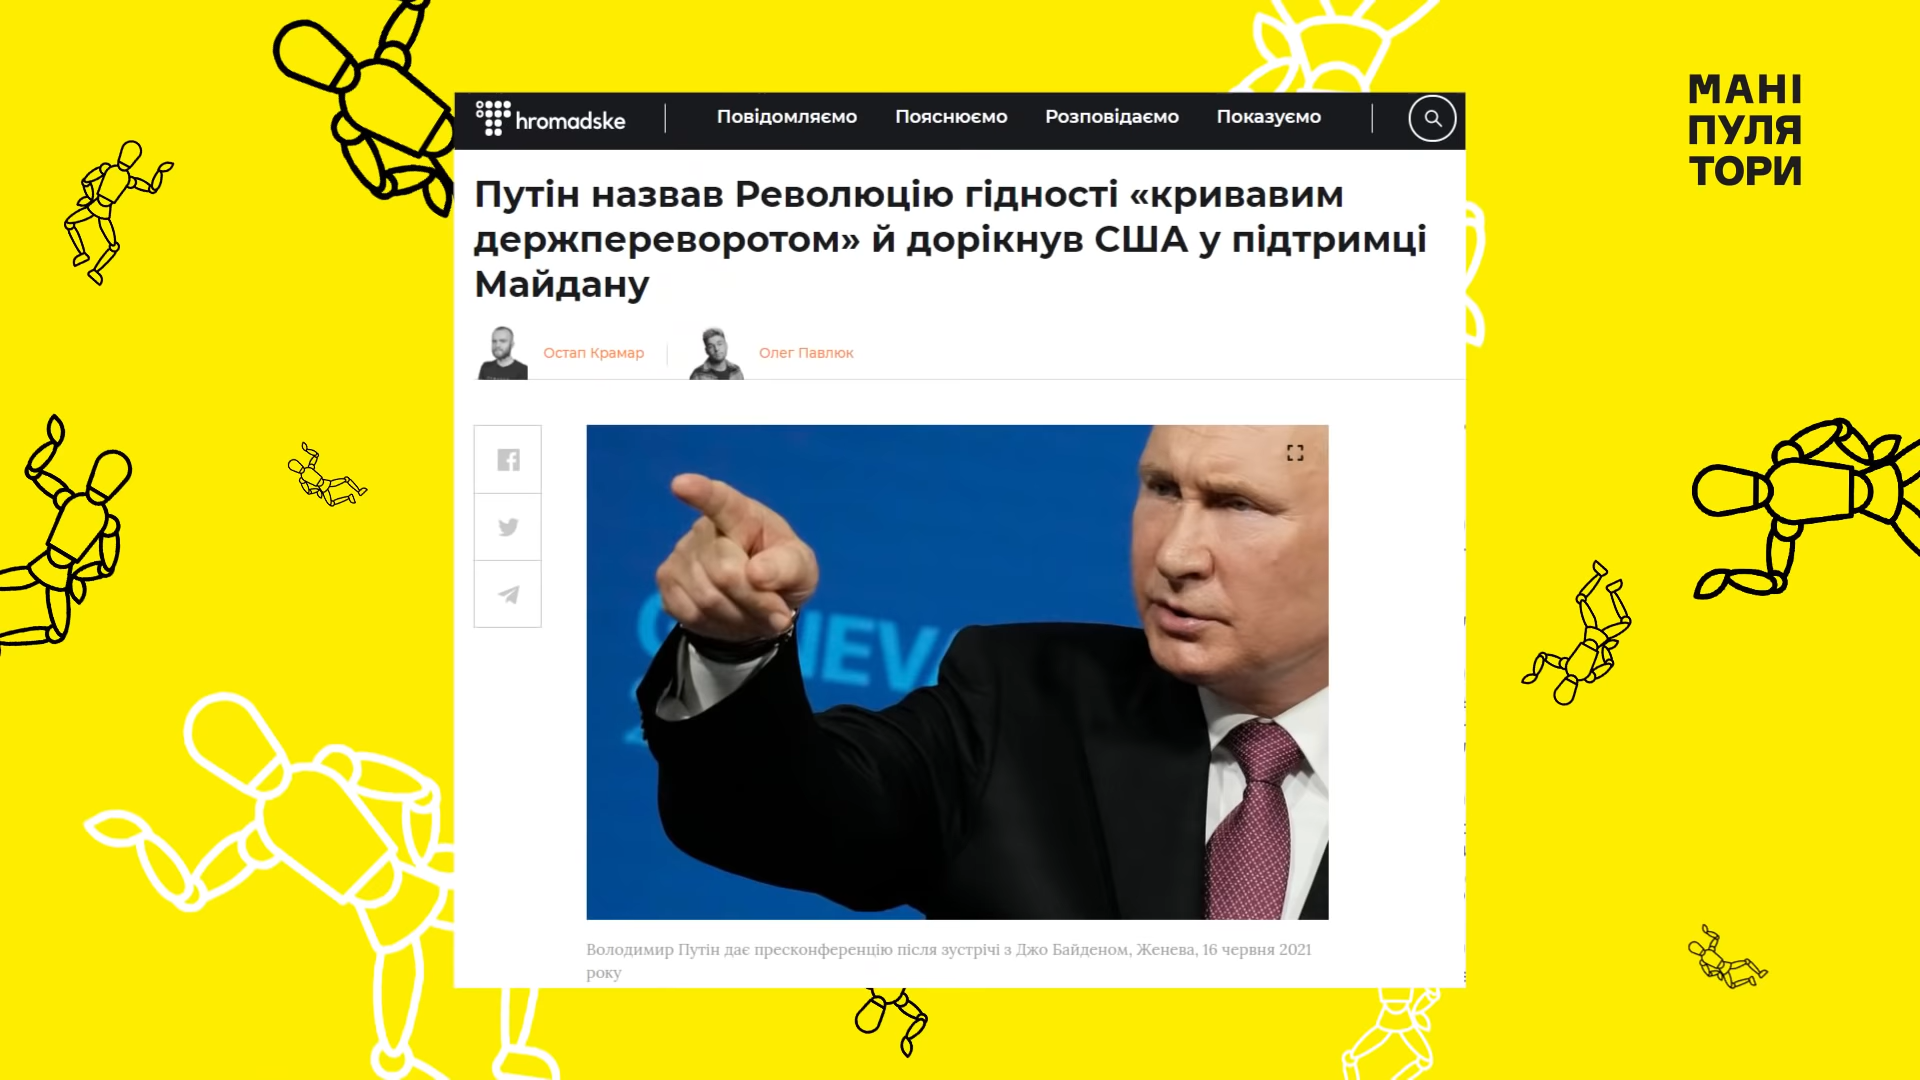 МАНІ
ПУЛЯ
ТОРИ
hromadske
Повідомляємо Пояснюємо Розповідаємо Показуємо
Путін назвав Революцію гідності «кривавим
держпереворотом» й дорікнув США у підтримці
Майдану
Остап Крамар Олег Павлюк
Володимир Путін дає пресконференцію після зустрічі з Джо Байденом, Женева, 16 червня 2021
року